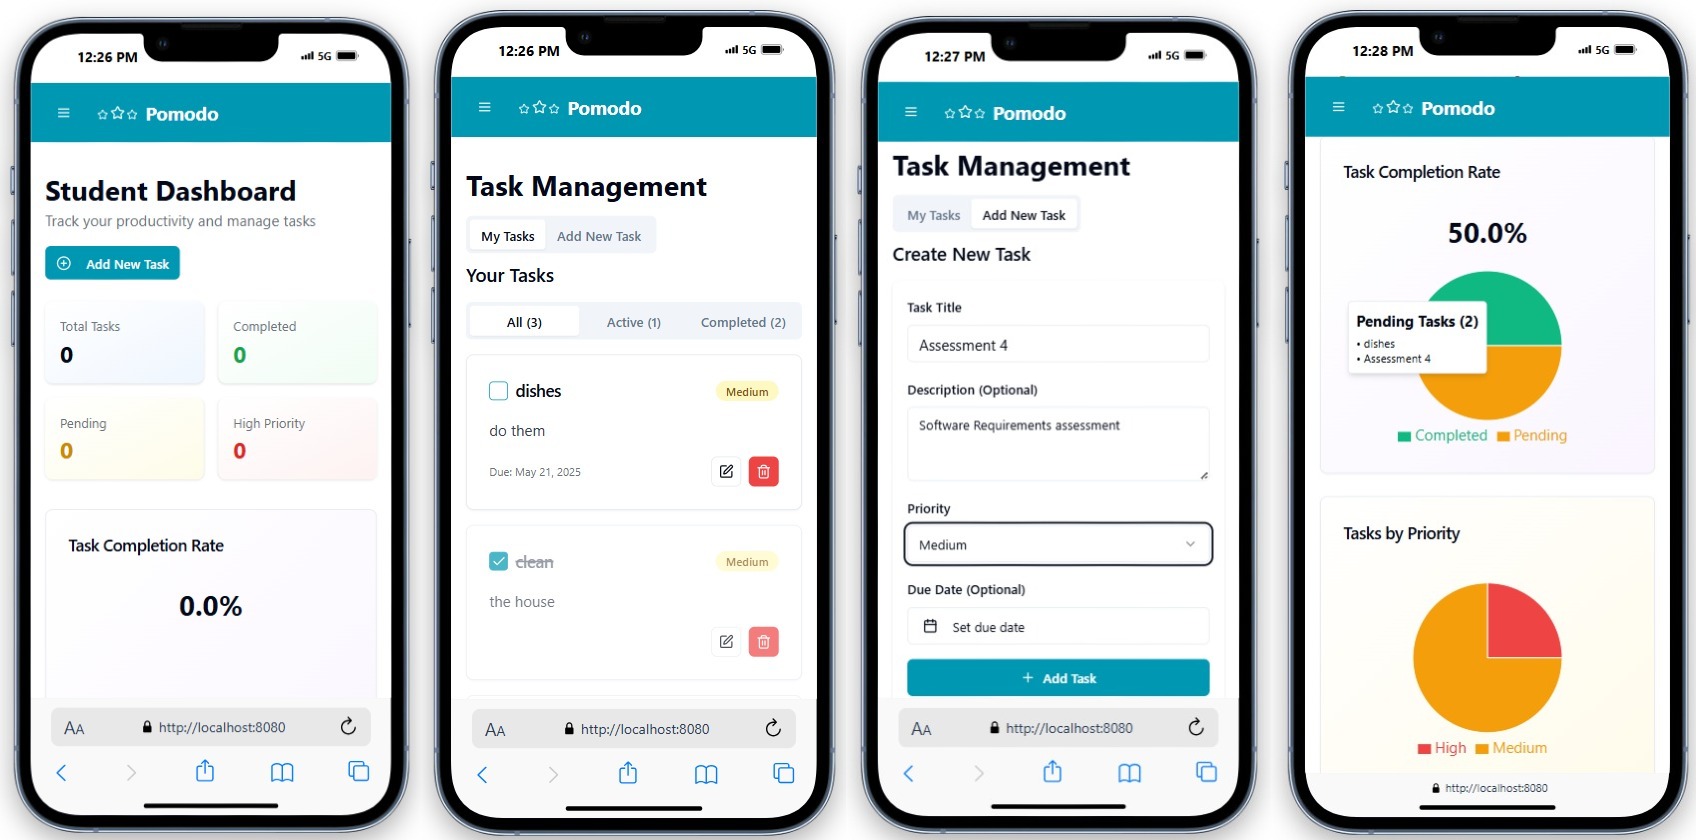 12:26 PM
5G
Pomodo
Student Dashboard
Track your productivity and manage tasks
Add New Task
Total Tasks
0
Completed
0
Pending
0
High Priority
0
Task Completion Rate
0.0%
AA
http://localhost:8080
12:26 PM
5G
Pomodo
Task Management
My Tasks
Add New Task
Your Tasks
All (3)
Active (1)
Completed (2)
dishes
Medium
do them
Due: May 21, 2025
clean
Medium
the house
AA
http://localhost:8080
12:27 PM
5G
Pomodo
Task Management
My Tasks
Add New Task
Create New Task
Task Title
Assessment 4
Description (Optional)
Software Requirements assessment
Priority
Medium
Due Date (Optional)
Set due date
+ Add Task
AA
http://localhost:8080
12:28 PM
5G
Pomodo
Task Completion Rate
50.0%
Pending Tasks (2)
• dishes
• Assessment 4
Completed
Pending
Tasks by Priority
High
Medium
http://localhost:8080